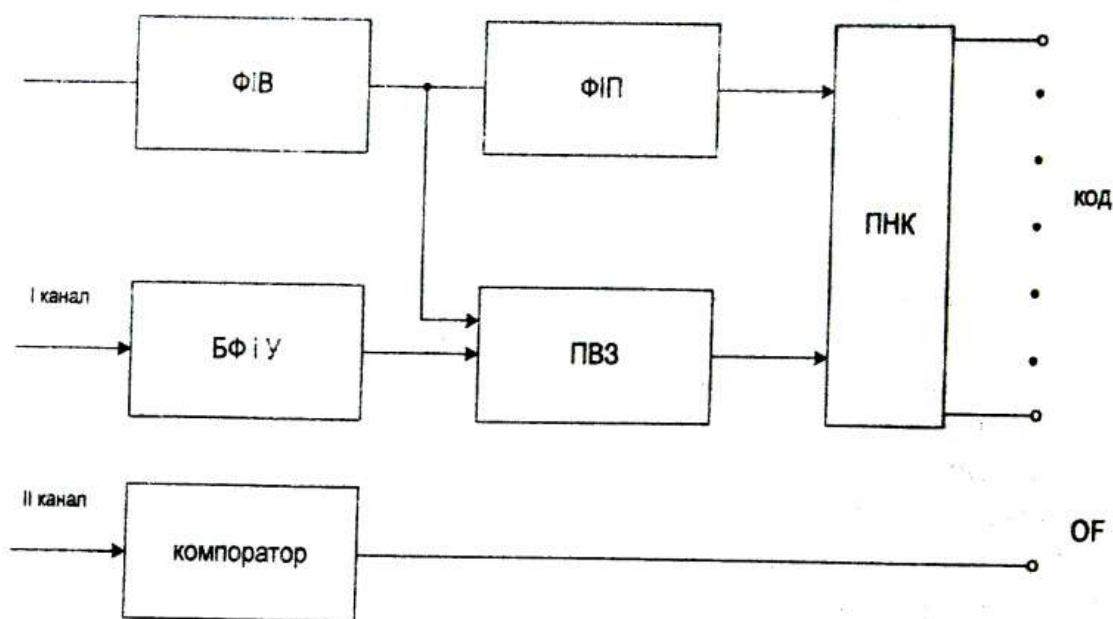 ФІВ
ФІП
ПНК
код
І канал
БФ і У
ПВЗ
ІІ канал
компоратор
OF